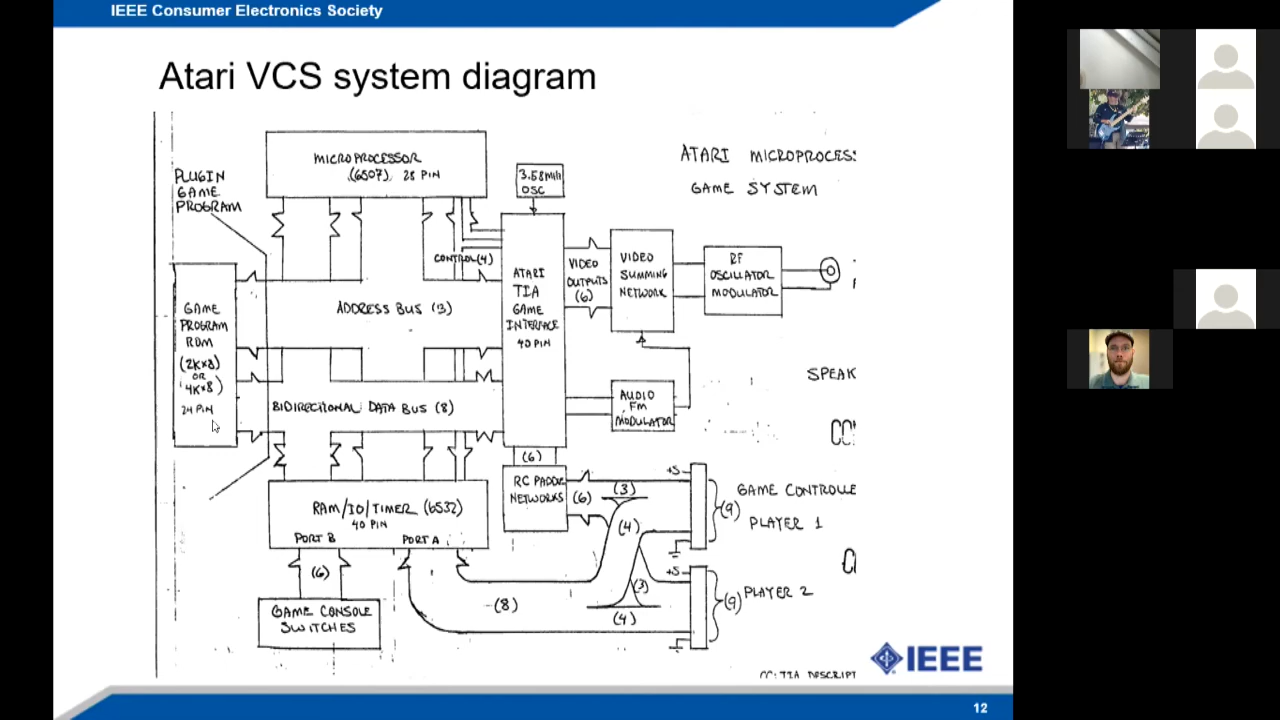 IEEE Consumer Electronics Society
Atari VCS system diagram
MICROPROCESSOR
(6507) 28 PIN
3.58MHz
OSC
ATARI MICROPROCES
GAME SYSTEM
PLUGIN
GAME
PROGRAM
CONTROL(4)
GAME
PROGRAM
ROM
(2K×8)
OR
(4K×8)
24 PIN
ADDRESS BUS (13)
BIDIRECTIONAL DATA BUS (8)
ATARI
TIA
GAME
INTERFACE
40 PIN
VIDEO
OUTPUTS
(6)
VIDEO
SUMMING
NETWORK
RF
OSCILLATOR
MODULATOR
AUDIO
FM
MODULATOR
SPEAK
(6)
RC PADDLE
NETWORKS
(6)
(3)
(4)
+5
(9)
GAME CONTROLLE
PLAYER 1
RAM/IO/TIMER (6532)
40 PIN
PORT B
PORT A
(6)
(8)
(3)
(4)
+5
(9)
PLAYER 2
GAME CONSOLE
SWITCHES
IEEE
CC: TIA DESCRIPT
12